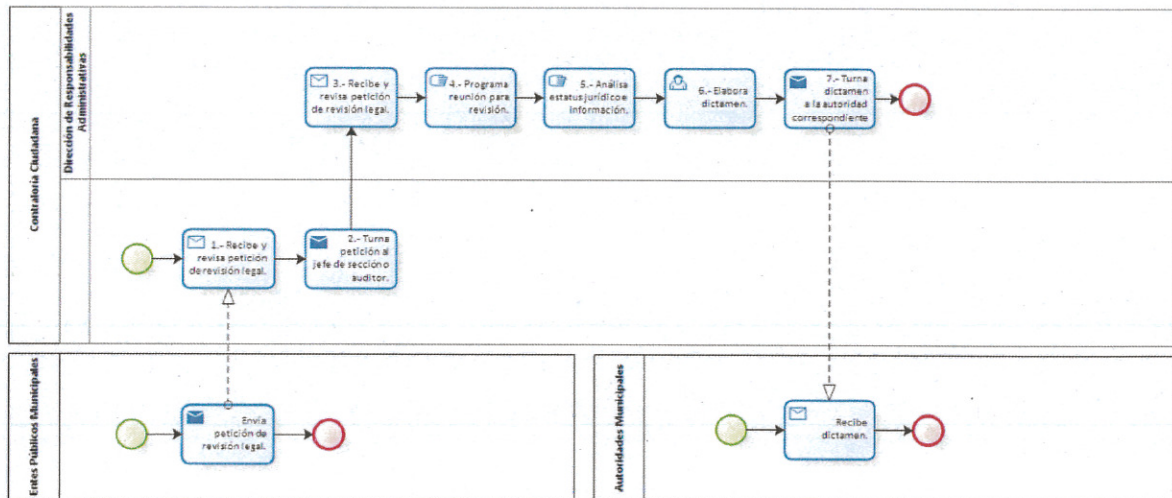 Contraloría Ciudadana
Dirección de Responsabilidades
Administrativas
3.- Recibe y
revisa petición
de revisión legal.
4.- Programa
reunión para
revisión.
5.- Análisa
estatus jurídico e
información.
6.- Elabora
dictamen.
7.- Turna
dictamen
a la autoridad
correspondiente
1.- Recibe y
revisa petición
de revisión legal.
2.- Turna
petición al
jefe de sección o
auditor.
Entes Públicos Municipales
Envía
petición de
revisión legal.
Autoridades Municipales
Recibe
dictamen.